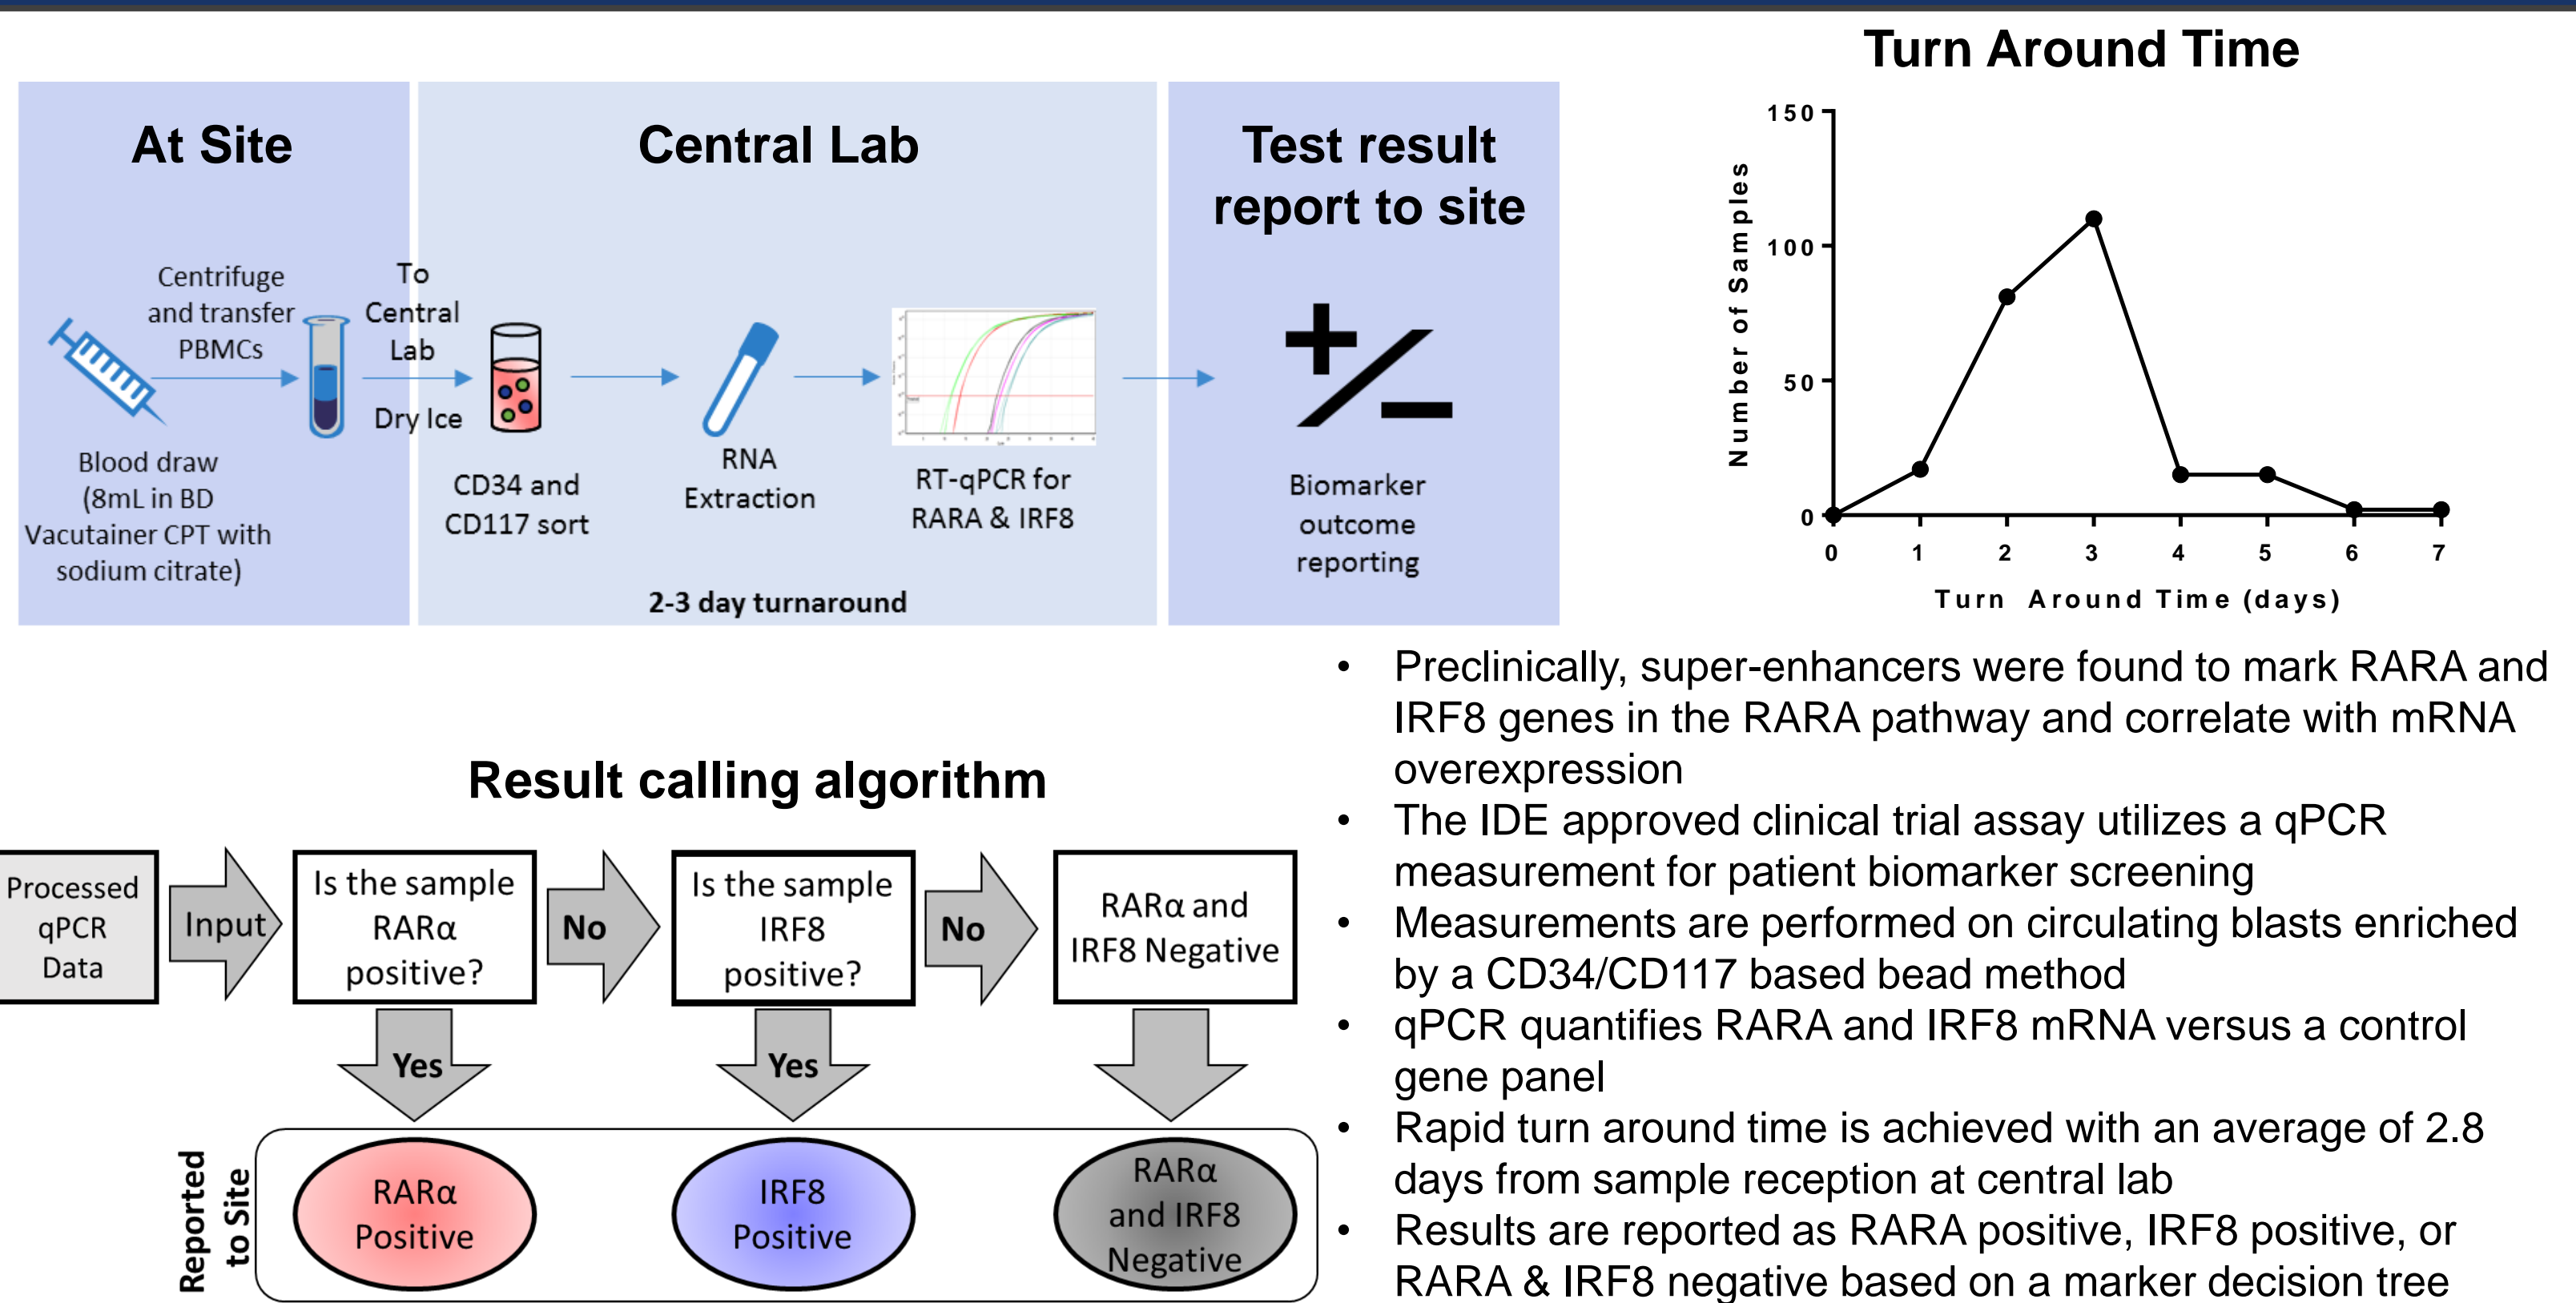 At Site
Centrifuge
and transfer
PBMCs
To
Central
Lab
Dry Ice
Blood draw
(8mL in BD
Vacutainer CPT with
sodium citrate)
Central Lab
CD34 and
CD117 sort
RNA
Extraction
RT-qPCR for
RARA & IRF8
2-3 day turnaround
Test result
report to site
Biomarker
outcome
reporting
Turn Around Time
Number of Samples
150
100
50
0
0 1 2 3 4 5 6 7
Turn Around Time (days)
Result calling algorithm
Processed
qPCR
Data
Input
Is the sample
RARα
positive?
No
Is the sample
IRF8
positive?
No
RARα and
IRF8 Negative
Yes
Yes
Reported
to Site
RARα
Positive
IRF8
Positive
RARα
and IRF8
Negative
• Preclinically, super-enhancers were found to mark RARA and
IRF8 genes in the RARA pathway and correlate with mRNA
overexpression
• The IDE approved clinical trial assay utilizes a qPCR
measurement for patient biomarker screening
• Measurements are performed on circulating blasts enriched
by a CD34/CD117 based bead method
• qPCR quantifies RARA and IRF8 mRNA versus a control
gene panel
• Rapid turn around time is achieved with an average of 2.8
days from sample reception at central lab
• Results are reported as RARA positive, IRF8 positive, or
RARA & IRF8 negative based on a marker decision tree